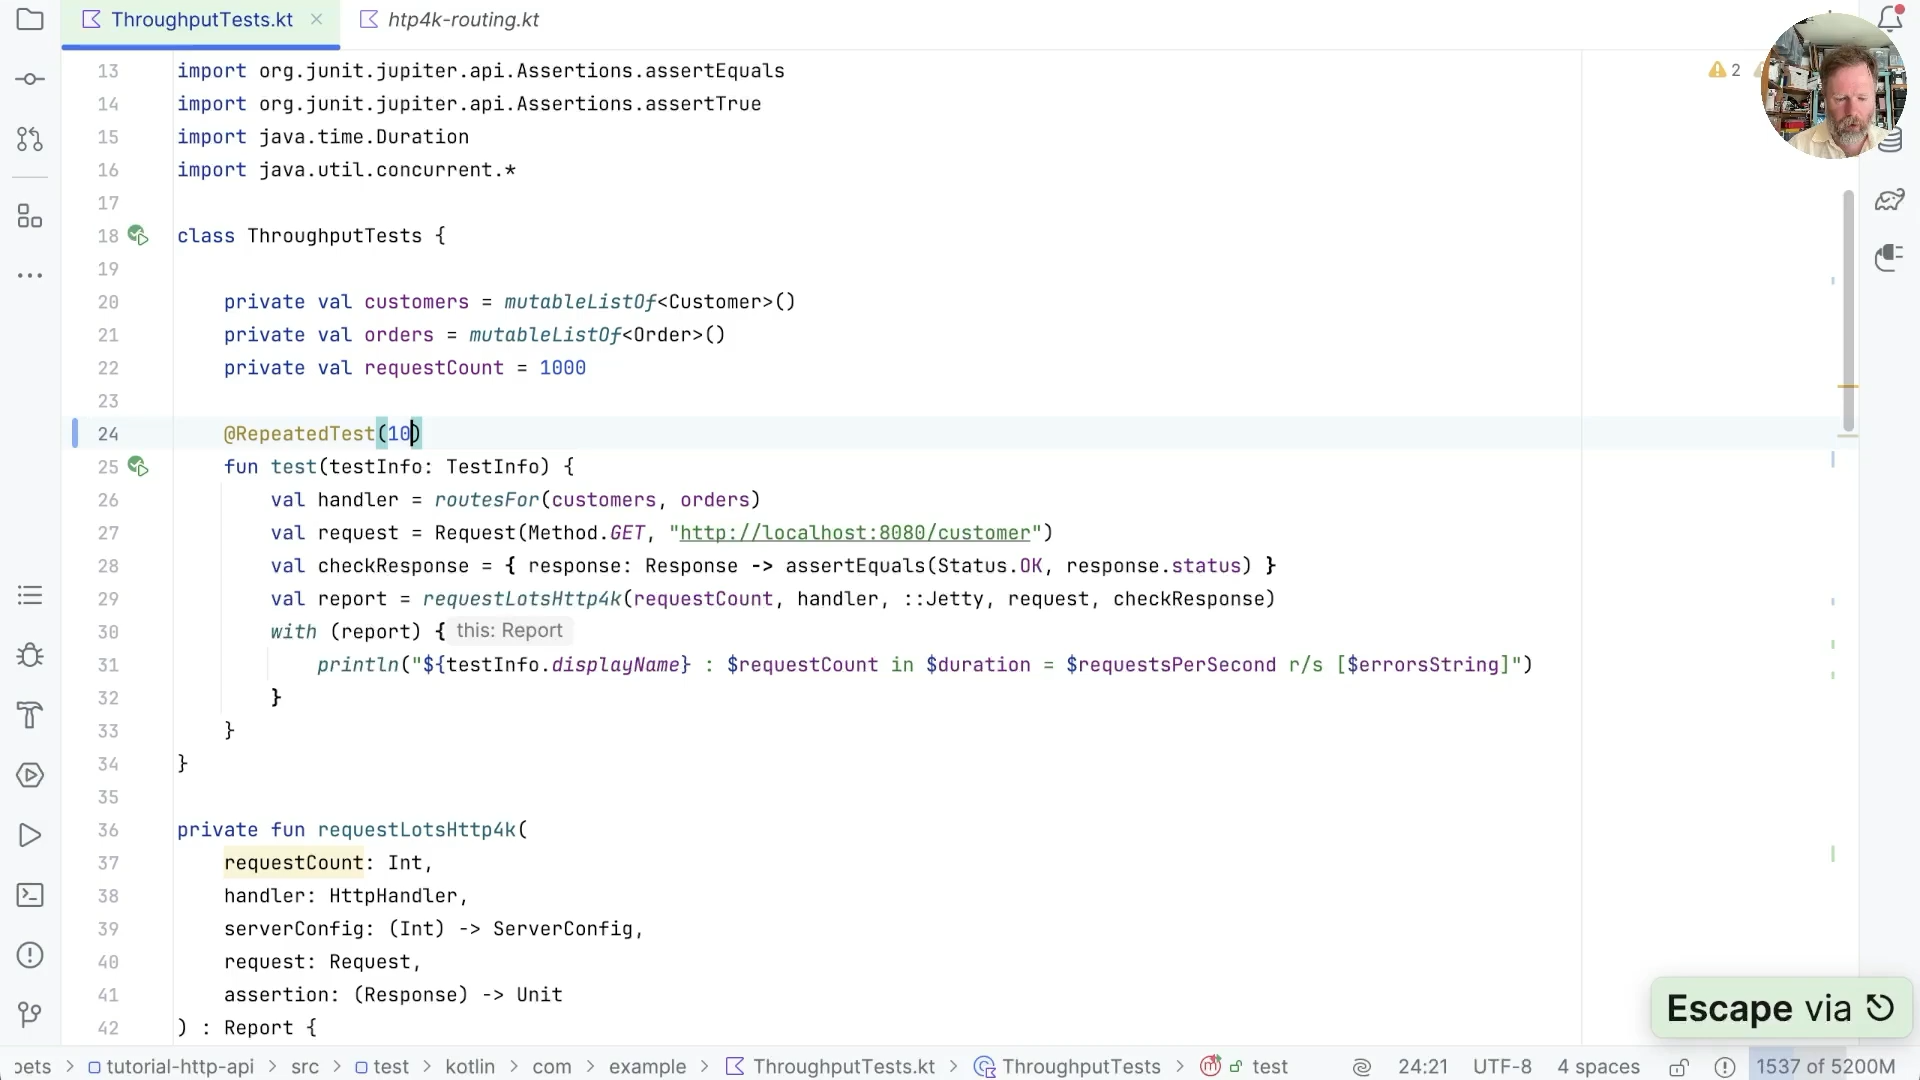 ThroughputTests.kt
htp4k-routing.kt
2
13 import org.junit.jupiter.api.Assertions.assertEquals
14 import org.junit.jupiter.api.Assertions.assertTrue
15 import java.time.Duration
16 import java.util.concurrent.*
17
18 class ThroughputTests {
19
20 private val customers = mutableListOf<Customer>()
21 private val orders = mutableListOf<Order>()
22 private val requestCount = 1000
23
24 @RepeatedTest(10)
25 fun test(testInfo: TestInfo) {
26 val handler = routesFor(customers, orders)
27 val request = Request(Method.GET, "http://localhost:8080/customer")
28 val checkResponse = { response: Response -> assertEquals(Status.OK, response.status) }
29 val report = requestLotsHttp4k(requestCount, handler, ::Jetty, request, checkResponse)
30 with (report) { this: Report
31 println("${testInfo.displayName} : $requestCount in $duration = $requestsPerSecond r/s [$errorsString]")
32 }
33 }
34 }
35
36 private fun requestLotsHttp4k(
37 requestCount: Int,
38 handler: HttpHandler,
39 serverConfig: (Int) -> ServerConfig,
40 request: Request,
41 assertion: (Response) -> Unit
42 ) : Report {
Escape via
pets > tutorial-http-api > src > test > kotlin > com > example > ThroughputTests.kt > ThroughputTests > test 24:21 UTF-8 4 spaces 1537 of 5200M